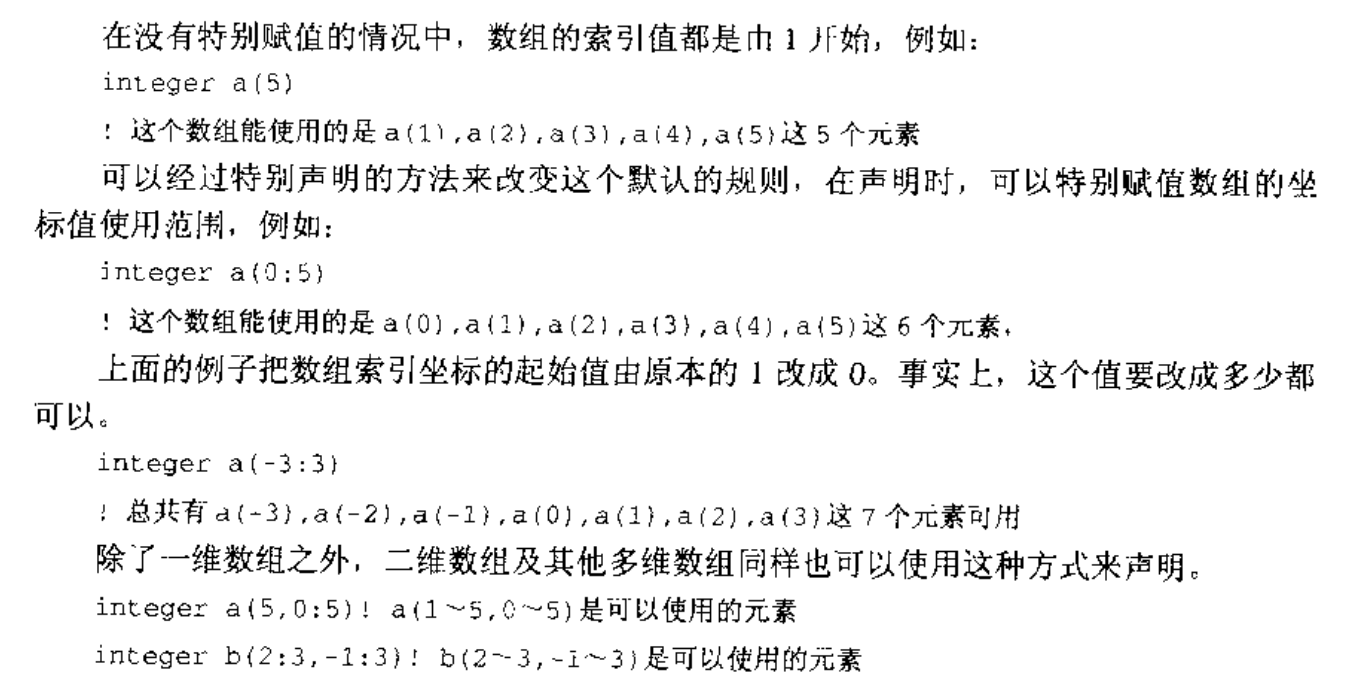 在没有特别赋值的情况中，数组的索引值都是由 1 开始，例如：
integer a(5)
! 这个数组能使用的是 a(1),a(2),a(3),a(4),a(5)这 5 个元素
可以经过特别声明的方法来改变这个默认的规则，在声明时，可以特别赋值数组的坐
标值使用范围，例如：
integer a(0:5)
! 这个数组能使用的是 a(0),a(1),a(2),a(3),a(4),a(5)这 6 个元素，
上面的例子把数组索引坐标的起始值由原本的 1 改成 0。事实上，这个值要改成多少都
可以。
integer a(-3:3)
! 总共有 a(-3),a(-2),a(-1),a(0),a(1),a(2),a(3)这 7 个元素可用
除了一维数组之外，二维数组及其他多维数组同样也可以使用这种方式来声明。
integer a(5,0:5)! a(1~5,0~5)是可以使用的元素
integer b(2:3,-1:3)! b(2~3,-1~3)是可以使用的元素